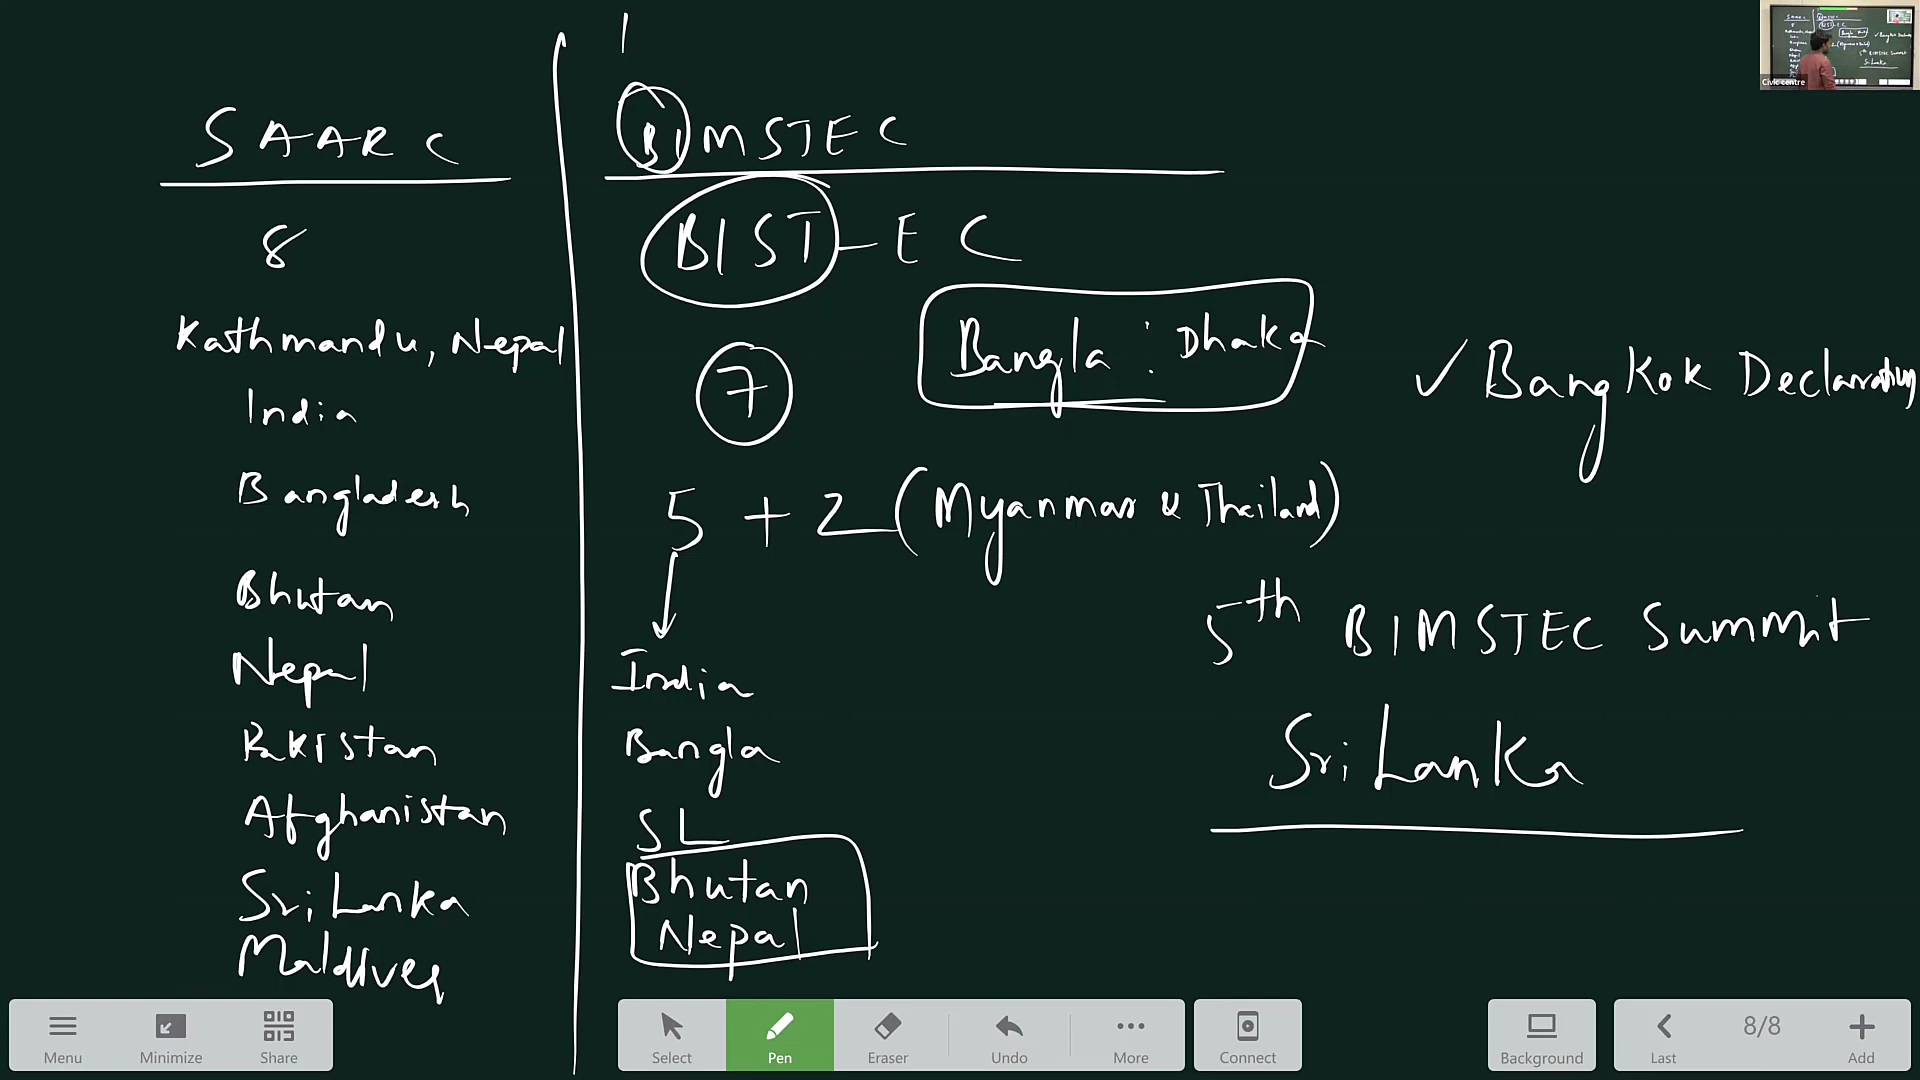 SAARC
8
Kathmandu, Nepal
India
Bangladesh
Bhutan
Nepal
Pakistan
Afghanistan
Sri Lanka
Maldives
BIMSTEC
BIST-EC
7
Bangla : Dhaka
5 + 2 (Myanmar & Thailand)
India
Bangla
SL
Bhutan
Nepal
✓ Bangkok Declaration
5th BIMSTEC Summit
Sri Lanka
Civic centre
Menu
Minimize
Share
Select
Pen
Eraser
Undo
More
Connect
Background
Last
8/8
Add